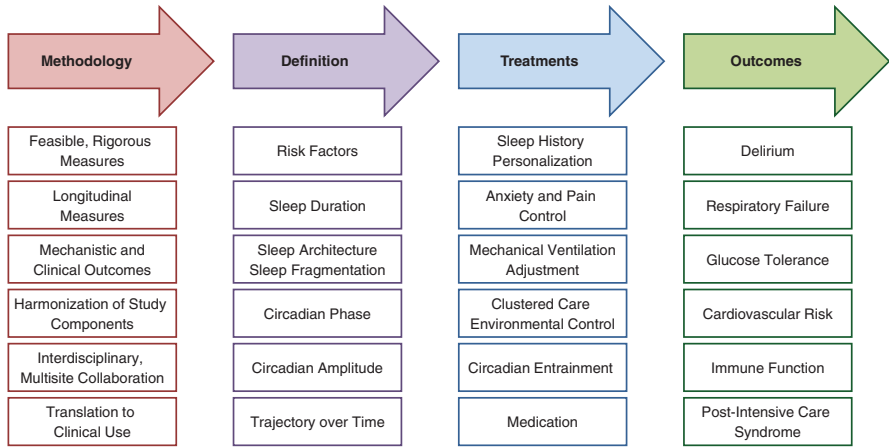 Methodology
Definition
Treatments
Outcomes
Feasible, Rigorous
Measures
Longitudinal
Measures
Mechanistic and
Clinical Outcomes
Harmonization of Study
Components
Interdisciplinary,
Multisite Collaboration
Translation to
Clinical Use
Risk Factors
Sleep Duration
Sleep Architecture
Sleep Fragmentation
Circadian Phase
Circadian Amplitude
Trajectory over Time
Sleep History
Personalization
Anxiety and Pain
Control
Mechanical Ventilation
Adjustment
Clustered Care
Environmental Control
Circadian Entrainment
Medication
Delirium
Respiratory Failure
Glucose Tolerance
Cardiovascular Risk
Immune Function
Post-Intensive Care
Syndrome